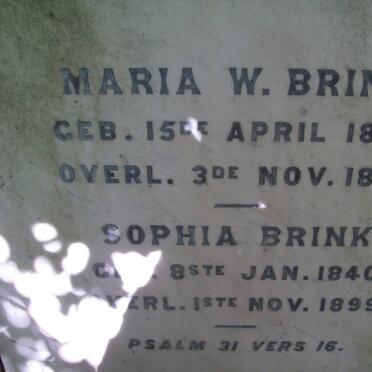 MARIA W. BRIN
GEB. 15DE APRIL 18
OVERL. 3DE NOV. 18
SOPHIA BRINK
8STE JAN. 1840
OVERL. 1STE NOV. 1899
PSALM 31 VERS 16.